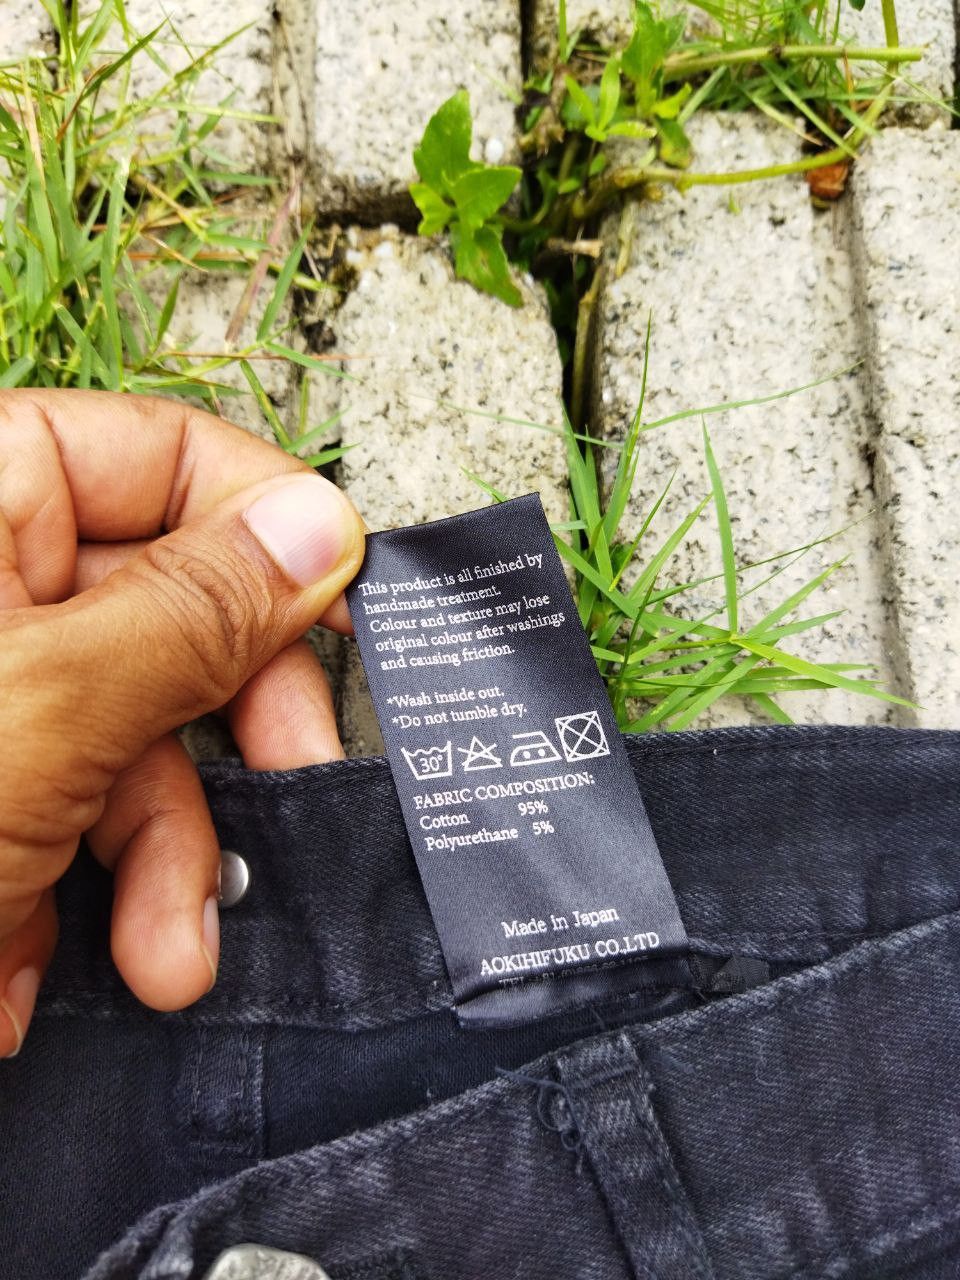 This product is all finished by
handmade treatment.
Colour and texture may lose
original colour after washings
and causing friction.
*Wash inside out.
*Do not tumble dry.
30°
FABRIC COMPOSITION:
Cotton 95%
Polyurethane 5%
Made in Japan
AOKIHIFUKU CO.LTD